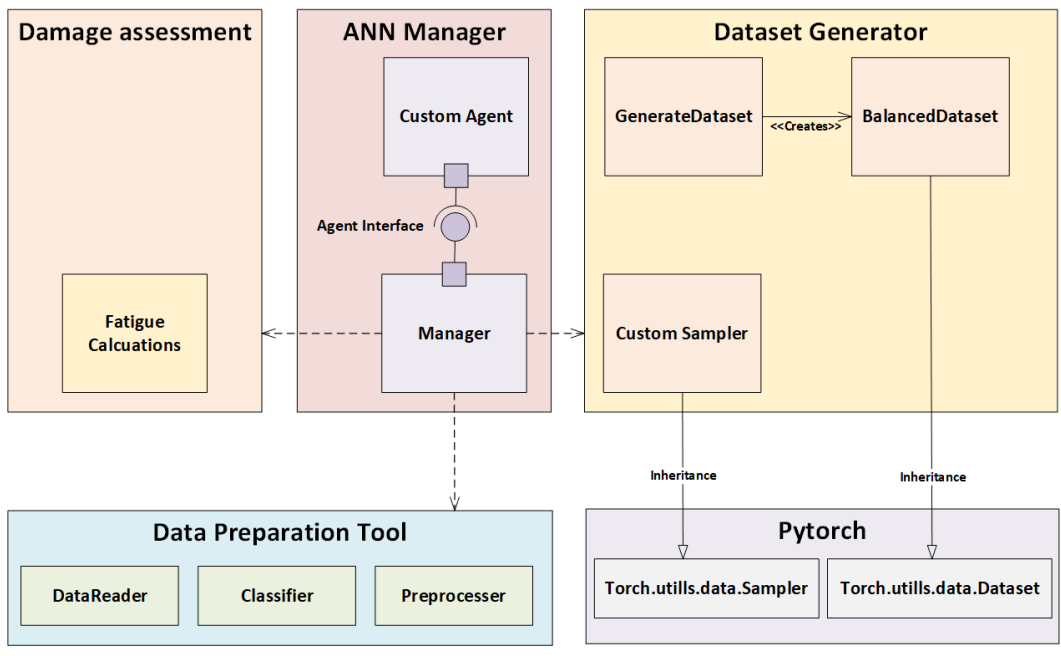 Damage assessment
ANN Manager
Dataset Generator
Custom Agent
GenerateDataset
<<Creates>>
BalancedDataset
Agent Interface
Fatigue
Calcuations
Manager
Custom Sampler
Inheritance
Inheritance
Data Preparation Tool
DataReader
Classifier
Preprocesser
Pytorch
Torch.utills.data.Sampler
Torch.utills.data.Dataset